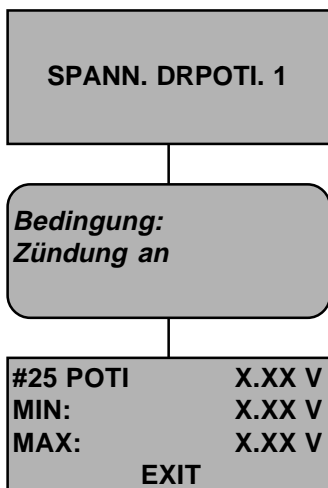 SPANN. DRPOTI. 1
Bedingung:
Zündung an
#25 POTI X.XX V
MIN: X.XX V
MAX: X.XX V
EXIT